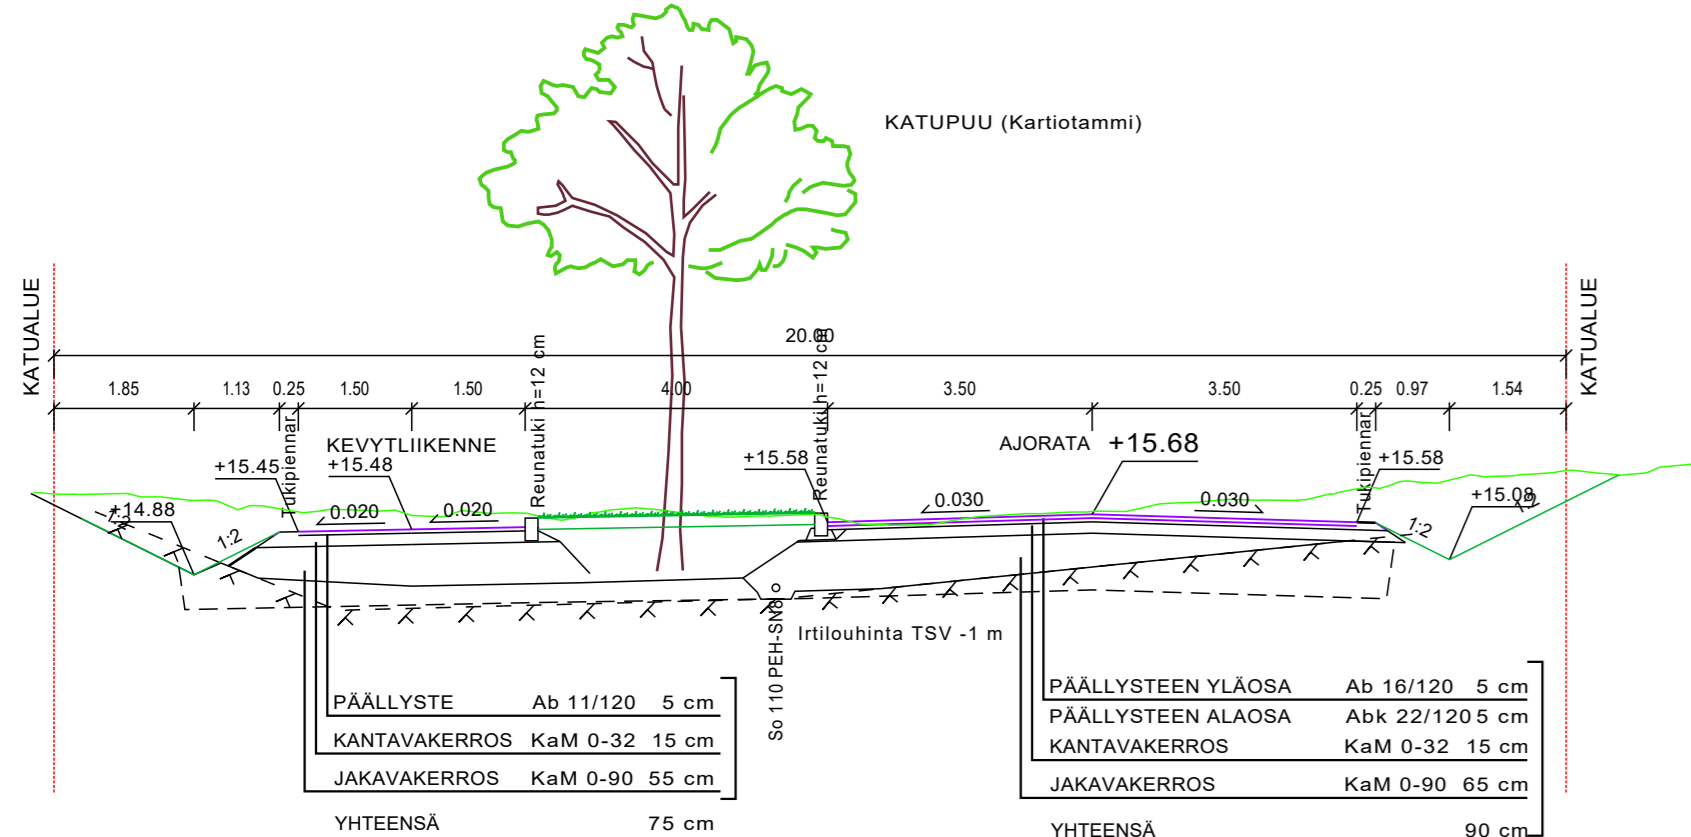 KATUPUU (Kartiotammi)
KATUALUE
KATUALUE
20.00
1.85 1.13 0.25 1.50 1.50 4.00 3.50 3.50 0.25 0.97 1.54
Tukipiennar
Reunatuki h=12 cm
Reunatuki h=12 cm
Tukipiennar
KEVYTLIIKENNE
AJORATA +15.68
+15.45 +15.48 +15.58 +15.58
+14.88 0.020 0.020 0.030 0.030 +15.08
1:2 1:2 1:2 1:2
So 110 PEH-SN8
Irtilouhinta TSV -1 m
PÄÄLLYSTE Ab 11/120 5 cm
KANTAVAKERROS KaM 0-32 15 cm
JAKAVAKERROS KaM 0-90 55 cm
YHTEENSÄ 75 cm
PÄÄLLYSTEEN YLÄOSA Ab 16/120 5 cm
PÄÄLLYSTEEN ALAOSA Abk 22/120 5 cm
KANTAVAKERROS KaM 0-32 15 cm
JAKAVAKERROS KaM 0-90 65 cm
YHTEENSÄ 90 cm